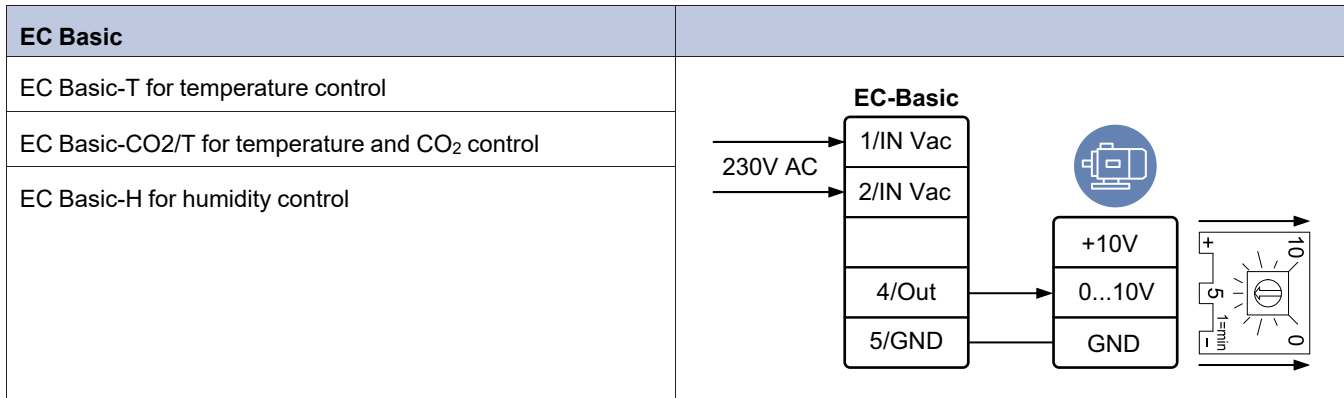 EC Basic
EC Basic-T for temperature control
EC Basic-CO2/T for temperature and CO₂ control
EC Basic-H for humidity control
EC-Basic
230V AC
1/IN Vac
2/IN Vac
4/Out
5/GND
+10V
0...10V
GND
+
10
5
1=min
-
0